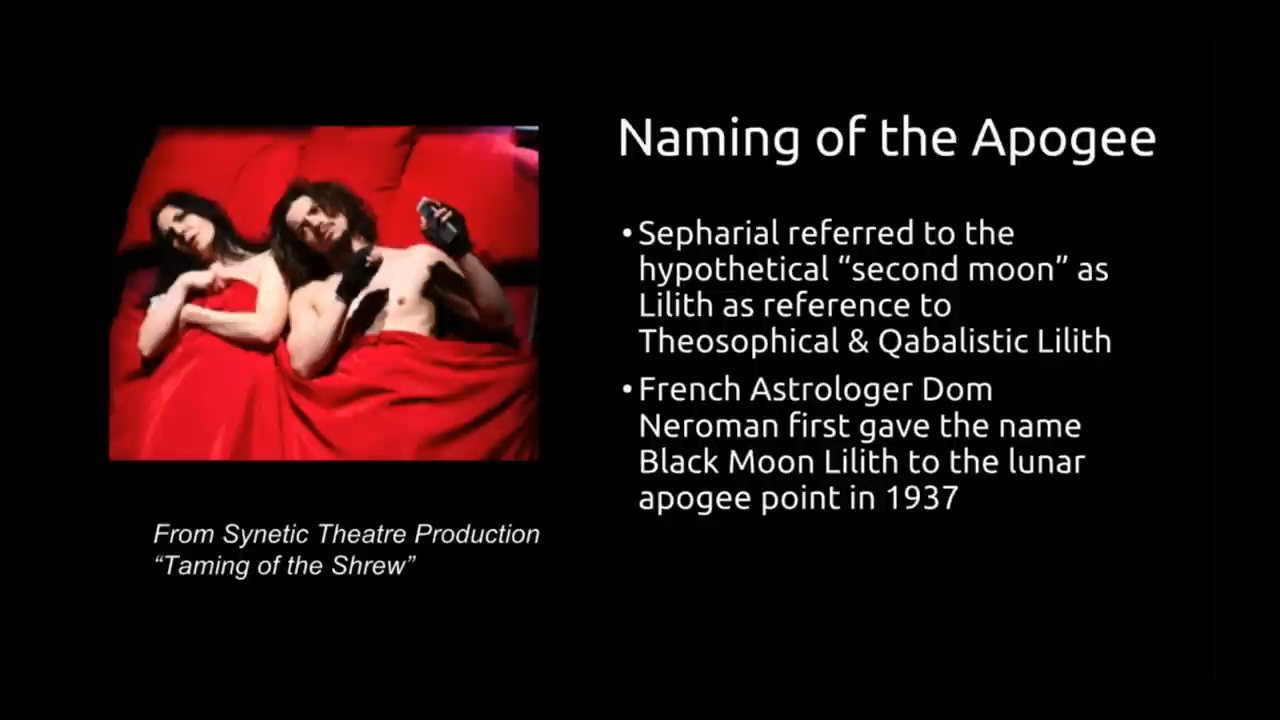 Naming of the Apogee
•Sepharial referred to the
hypothetical “second moon” as
Lilith as reference to
Theosophical & Qabalistic Lilith
•French Astrologer Dom
Neroman first gave the name
Black Moon Lilith to the lunar
apogee point in 1937
From Synetic Theatre Production
“Taming of the Shrew”